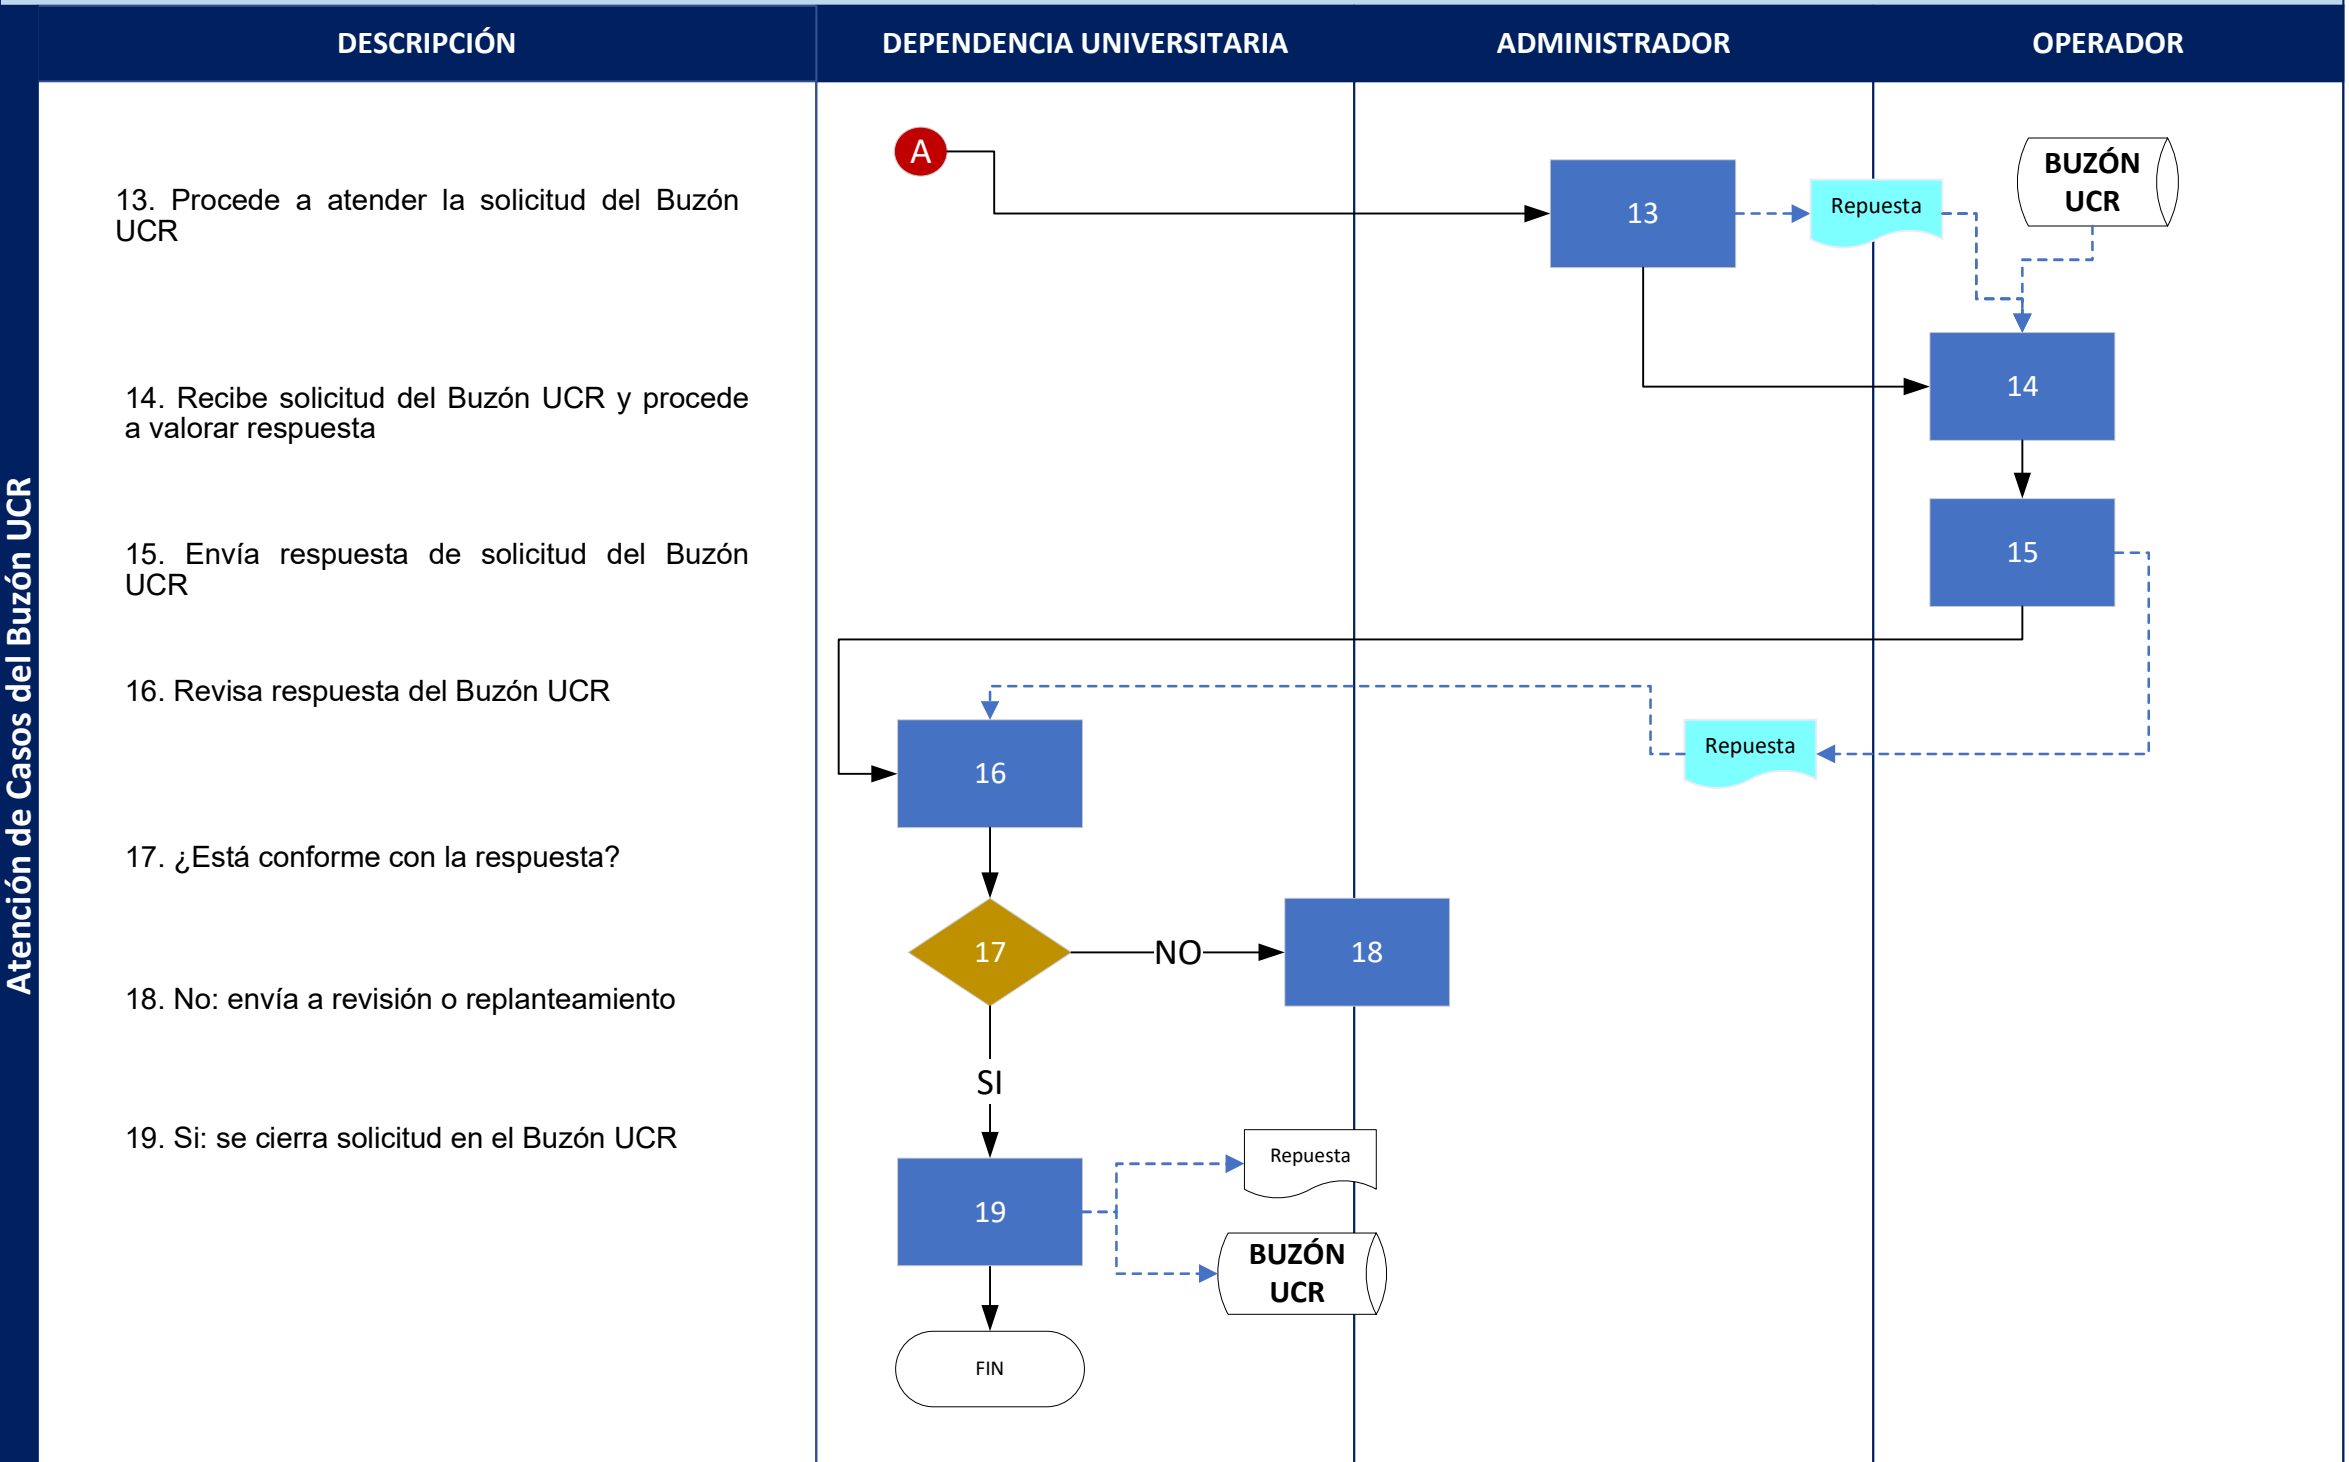 DESCRIPCIÓN
DEPENDENCIA UNIVERSITARIA
ADMINISTRADOR
OPERADOR
Atención de Casos del Buzón UCR
13. Procede a atender la solicitud del Buzón
UCR
14. Recibe solicitud del Buzón UCR y procede
a valorar respuesta
15. Envía respuesta de solicitud del Buzón
UCR
16. Revisa respuesta del Buzón UCR
17. ¿Está conforme con la respuesta?
18. No: envía a revisión o replanteamiento
19. Si: se cierra solicitud en el Buzón UCR
A
13
Repuesta
BUZÓN
UCR
14
15
16
Repuesta
17
NO
18
SI
19
Repuesta
BUZÓN
UCR
FIN